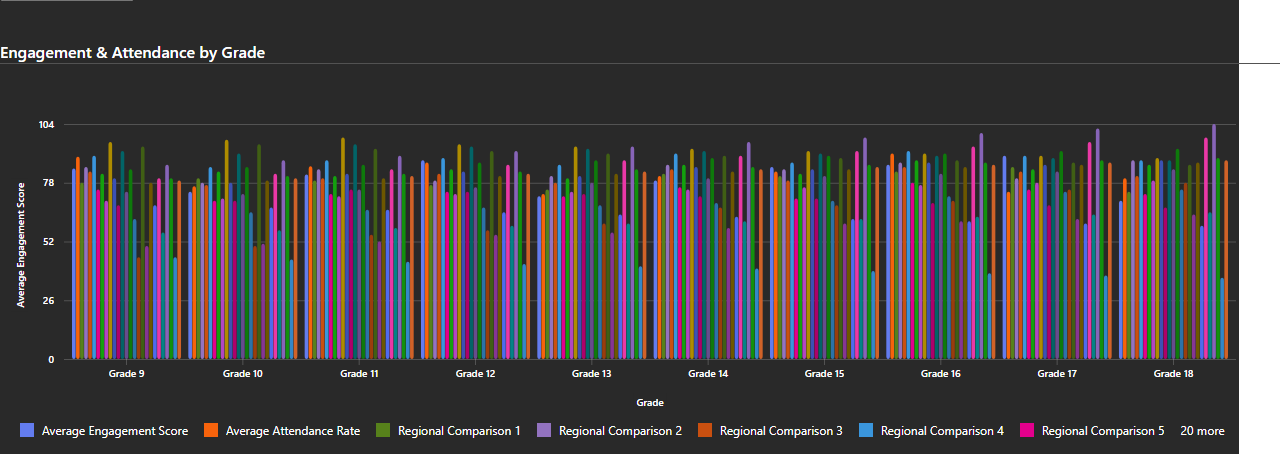 Engagement & Attendance by Grade
104
78
52
26
0
Average Engagement Score
Grade 9 Grade 10 Grade 11 Grade 12 Grade 13 Grade 14 Grade 15 Grade 16 Grade 17 Grade 18
Grade
Average Engagement Score Average Attendance Rate Regional Comparison 1 Regional Comparison 2 Regional Comparison 3 Regional Comparison 4 Regional Comparison 5 20 more